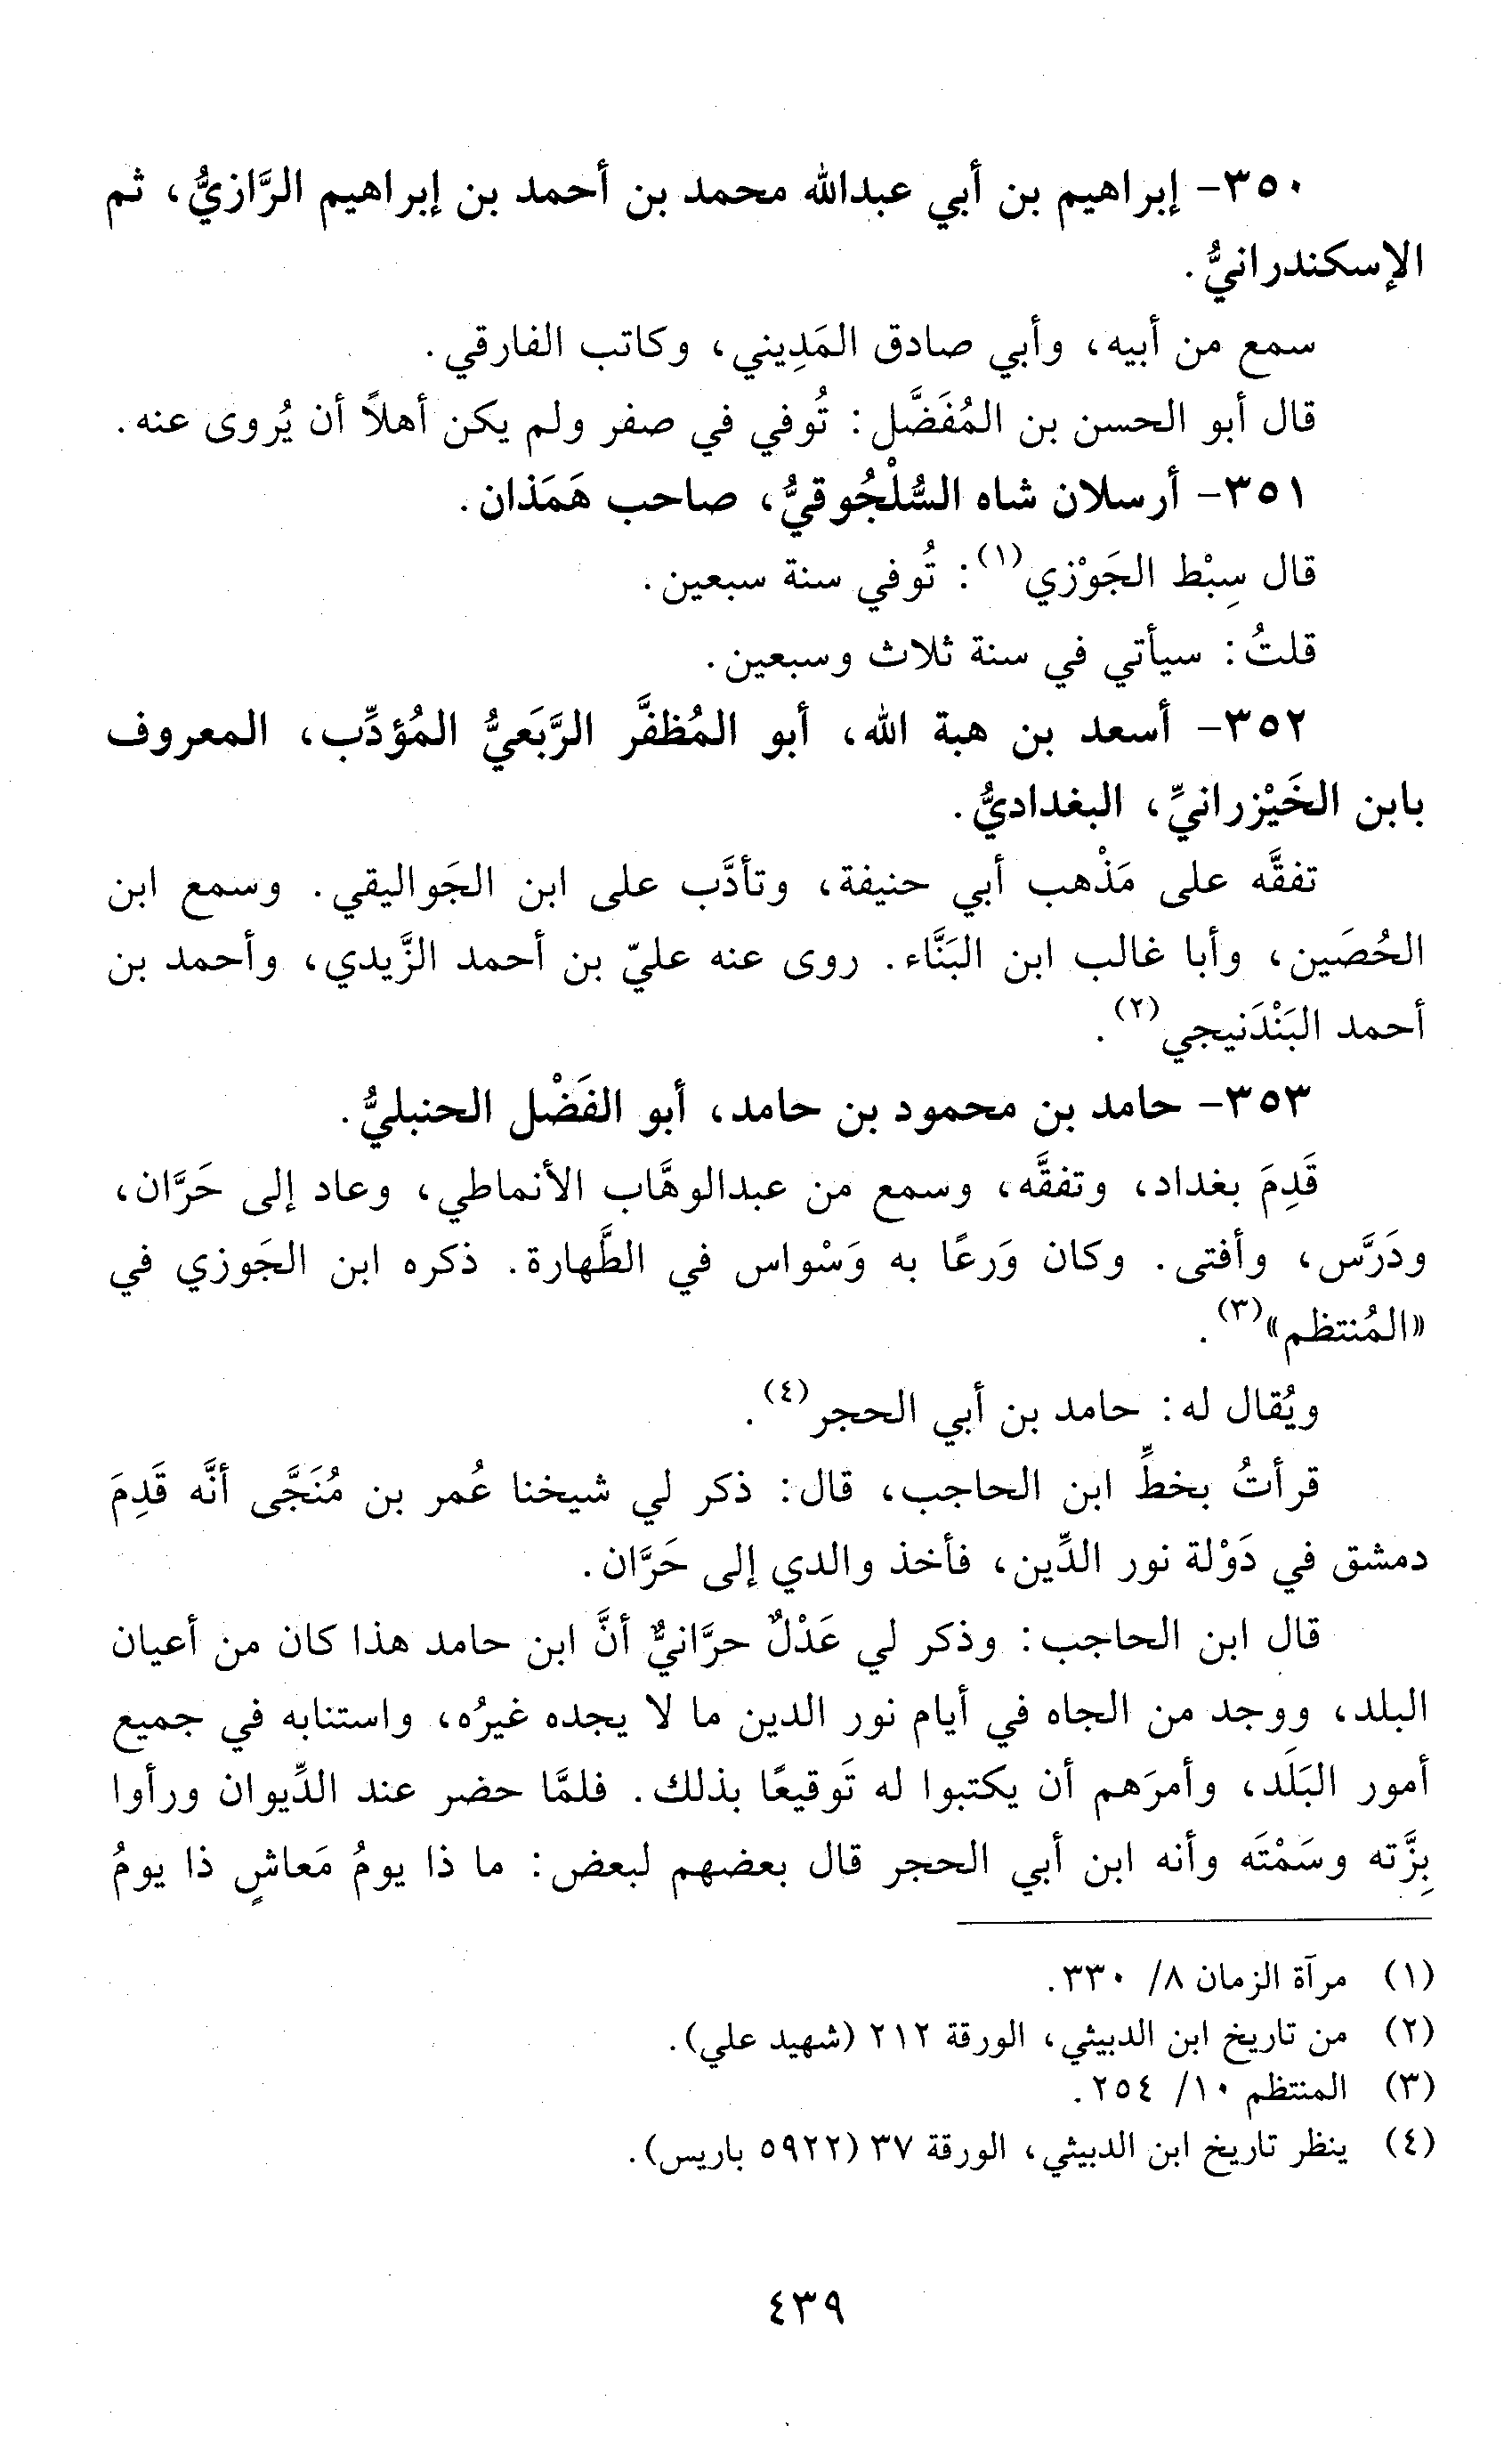 ٣٥٠- إبراهيم بن أبي عبدالله محمد بن أحمد بن إبراهيم الرَّازيُّ، ثم
الإسكندرانيُّ.
سمع من أبيه، وأبي صادق المَدِيني، وكاتب الفارقي.
قال أبو الحسن بن المُفَضَّل: تُوفي في صفر ولم يكن أهلاً أن يُروى عنه.
٣٥١- أرسلان شاه السُّلْجُوقيُّ، صاحب هَمَذان.
قال سِبْط الجَوْزي(١): تُوفي سنة سبعين.
قلتُ: سيأتي في سنة ثلاث وسبعين.
٣٥٢- أسعد بن هبة الله، أبو المُظفَّر الرَّبَعيُّ المُؤدِّب، المعروف
بابن الخَيْزرانيِّ، البغداديُّ.
تفقَّه على مَذْهب أبي حنيفة، وتأدَّب على ابن الجَواليقي. وسمع ابن
الحُصَين، وأبا غالب ابن البَنَّاء. روى عنه عليّ بن أحمد الزَّيدي، وأحمد بن
أحمد البَنْدَنيجي(٢).
٣٥٣- حامد بن محمود بن حامد، أبو الفَضْل الحنبليُّ.
قَدِمَ بغداد، وتفقَّه، وسمع من عبدالوهَّاب الأنماطي، وعاد إلى حَرَّان،
ودَرَّس، وأفتى. وكان وَرعًا به وَسْواس في الطَّهارة. ذكره ابن الجَوزي في
«المُنتظم»(٣).
ويُقال له: حامد بن أبي الحجر(٤).
قرأتُ بخطِّ ابن الحاجب، قال: ذكر لي شيخنا عُمر بن مُنَجَّى أنَّه قَدِمَ
دمشق في دَوْلة نور الدِّين، فأخذ والدي إلى حَرَّان.
قال ابن الحاجب: وذكر لي عَدْلٌ حرَّانيٌّ أنَّ ابن حامد هذا كان من أعيان
البلد، ووجد من الجاه في أيام نور الدين ما لا يجده غيرُه، واستنابه في جميع
أمور البَلَد، وأمرَهم أن يكتبوا له تَوقيعًا بذلك. فلمَّا حضر عند الدِّيوان ورأوا
بِزَّته وسَمْتَه وأنه ابن أبي الحجر قال بعضهم لبعض: ما ذا يومُ مَعاشٍ ذا يومُ
(١) مرآة الزمان ٨/ ٣٣٠.
(٢) من تاريخ ابن الدبيثي، الورقة ٢١٢ (شهيد علي).
(٣) المنتظم ١٠/ ٢٥٤.
(٤) ينظر تاريخ ابن الدبيثي، الورقة ٣٧ (٥٩٢٢ باريس).
٤٣٩